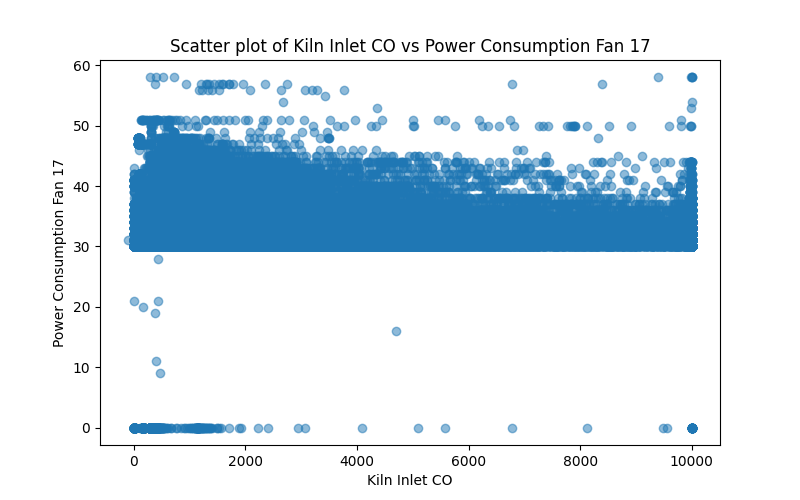 Scatter plot of Kiln Inlet CO vs Power Consumption Fan 17
60
50
40
30
20
10
0
Power Consumption Fan 17
0 2000 4000 6000 8000 10000
Kiln Inlet CO